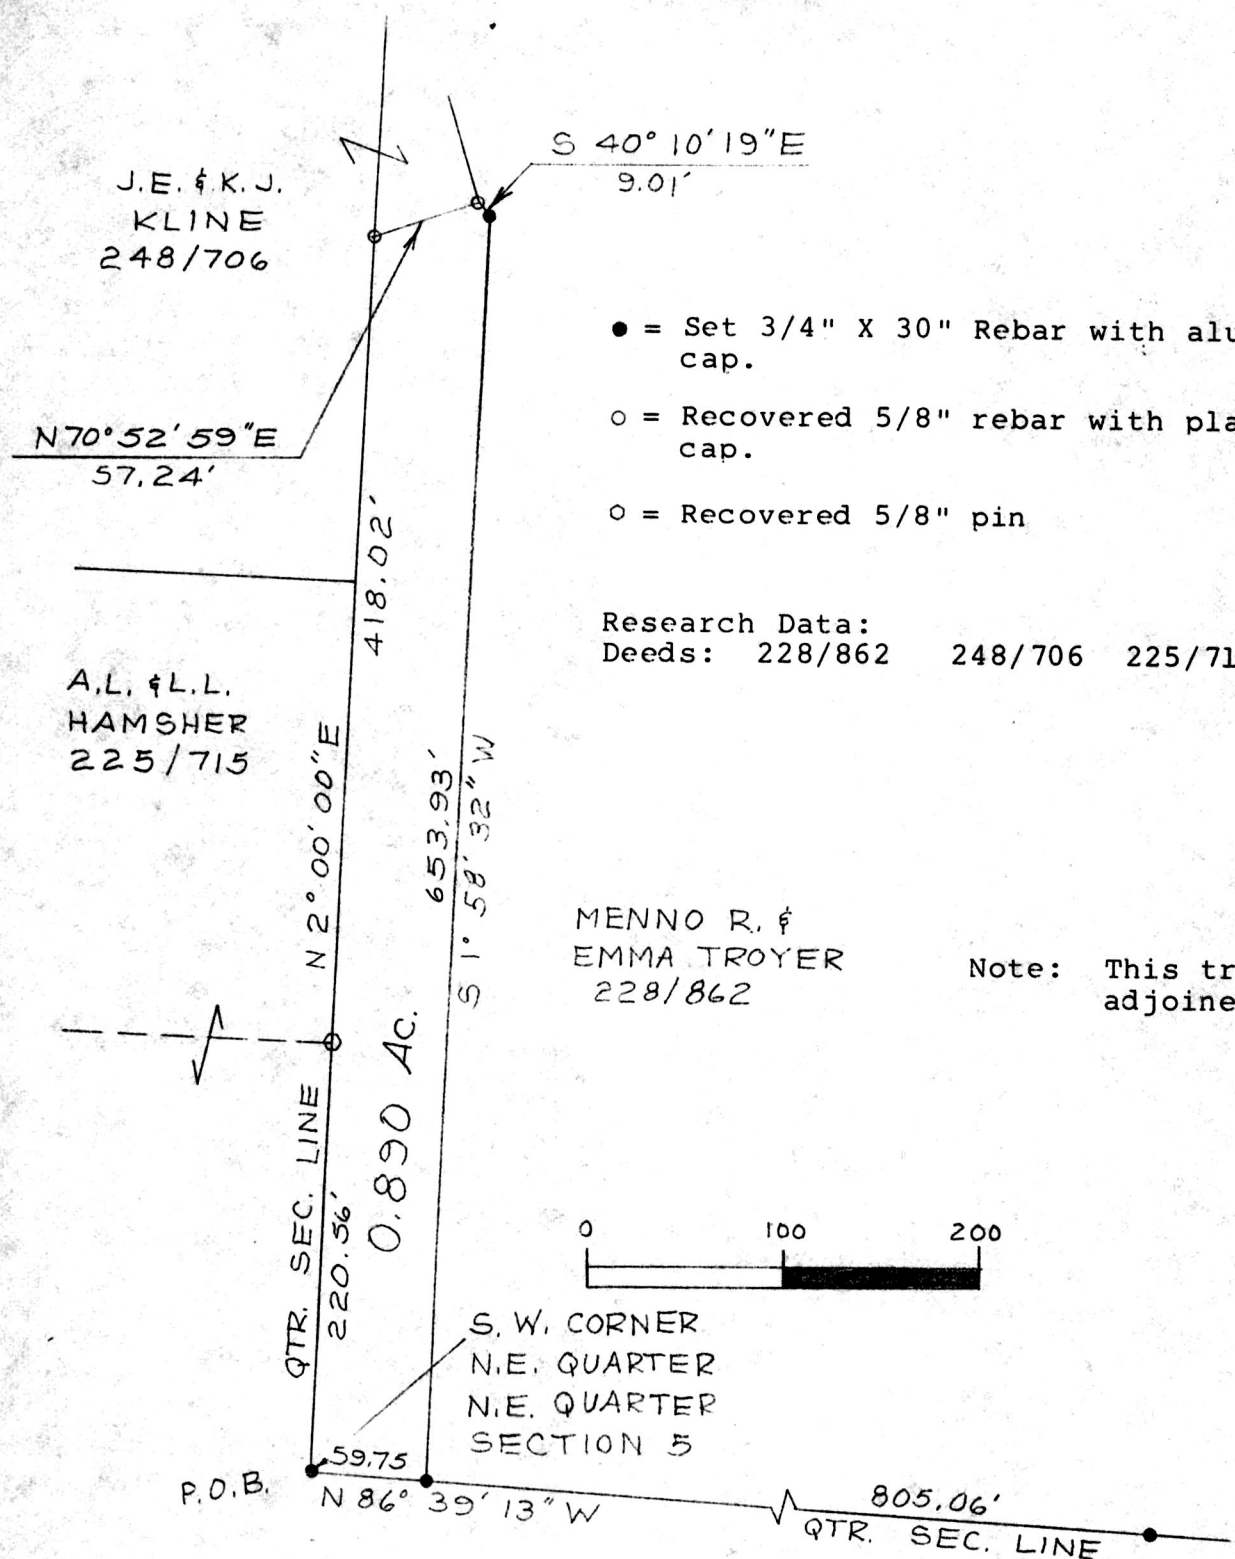 S 40° 10' 19" E
9.01'
J.E. & K.J.
KLINE
248/706
● = Set 3/4" X 30" Rebar with alu
cap.
N 70° 52' 59" E
57.24'
○ = Recovered 5/8" rebar with pla
cap.
○ = Recovered 5/8" pin
418.02'
Research Data:
Deeds: 228/862 248/706 225/71
A.L. & L.L.
HAMSHER
225/715
N 2° 00' 00" E
653.93'
S 1° 58' 32" W
MENNO R. &
EMMA TROYER
228/862
Note: This tr
adjoine
0.890 Ac.
QTR. SEC. LINE
220.56'
0 100 200
S. W. CORNER
N.E. QUARTER
N.E. QUARTER
SECTION 5
59.75
P.O.B.
N 86° 39' 13" W
805.06'
QTR. SEC. LINE